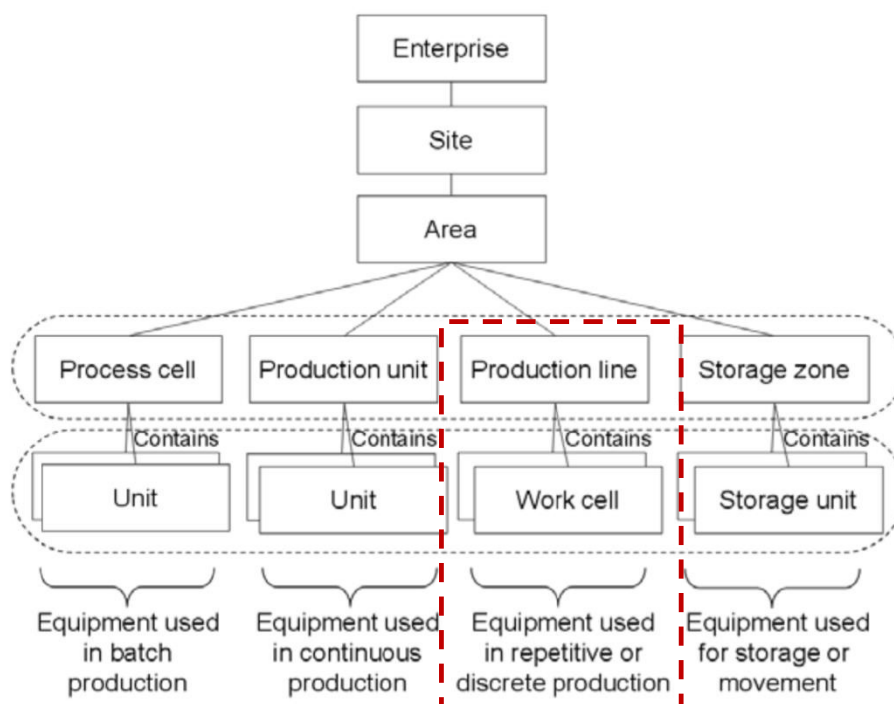 Enterprise
Site
Area
Process cell
Production unit
Production line
Storage zone
Contains
Contains
Contains
Contains
Unit
Unit
Work cell
Storage unit
Equipment used
in batch
production
Equipment used
in continuous
production
Equipment used
in repetitive or
discrete production
Equipment used
for storage or
movement